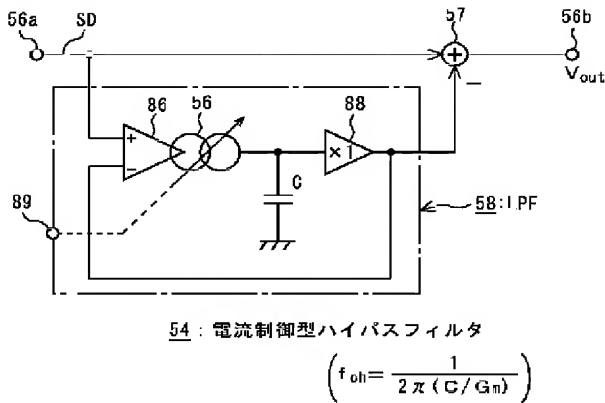 56a SD 57 56b
+ − Vout
86 56 88
+ − ×1
C
89
58:LPF
54：電流制御型ハイパスフィルタ
(foh= 1 / 2π(C/Gm))